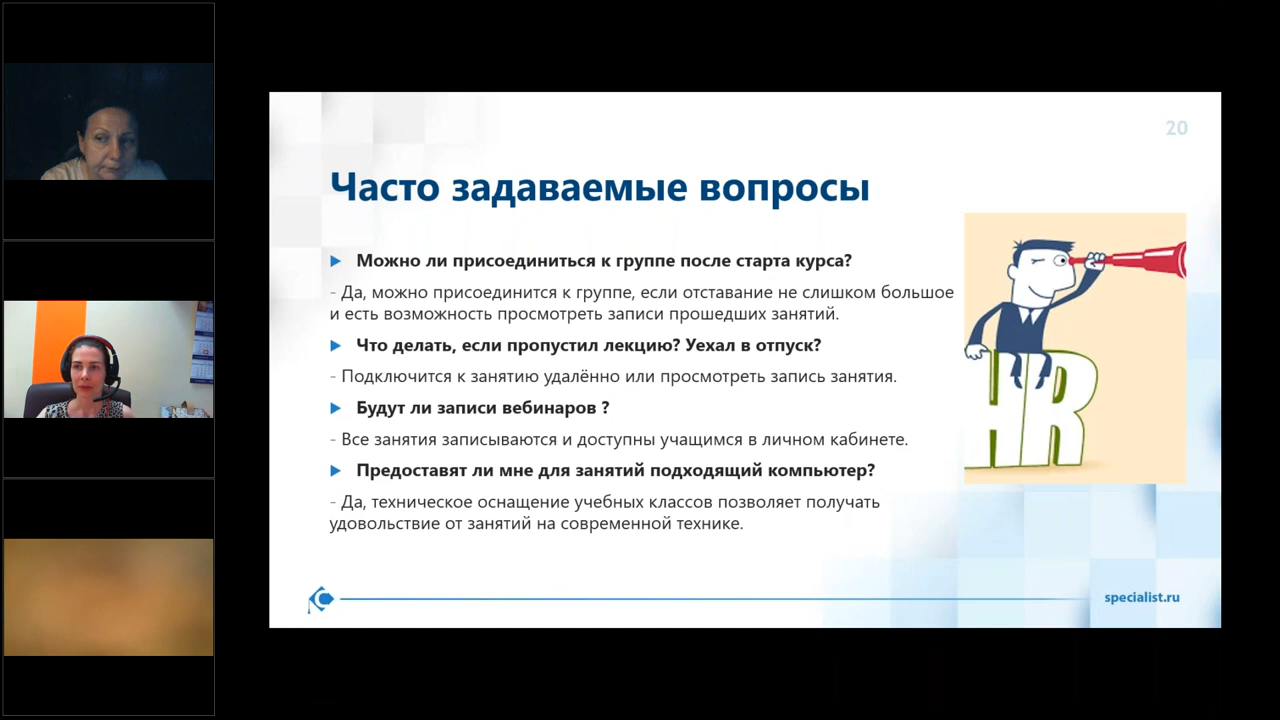 20
Часто задаваемые вопросы
Можно ли присоединиться к группе после старта курса?
- Да, можно присоединится к группе, если отставание не слишком большое
и есть возможность просмотреть записи прошедших занятий.
Что делать, если пропустил лекцию? Уехал в отпуск?
- Подключится к занятию удалённо или просмотреть запись занятия.
Будут ли записи вебинаров ?
- Все занятия записываются и доступны учащимся в личном кабинете.
Предоставят ли мне для занятий подходящий компьютер?
- Да, техническое оснащение учебных классов позволяет получать
удовольствие от занятий на современной технике.
HR
specialist.ru